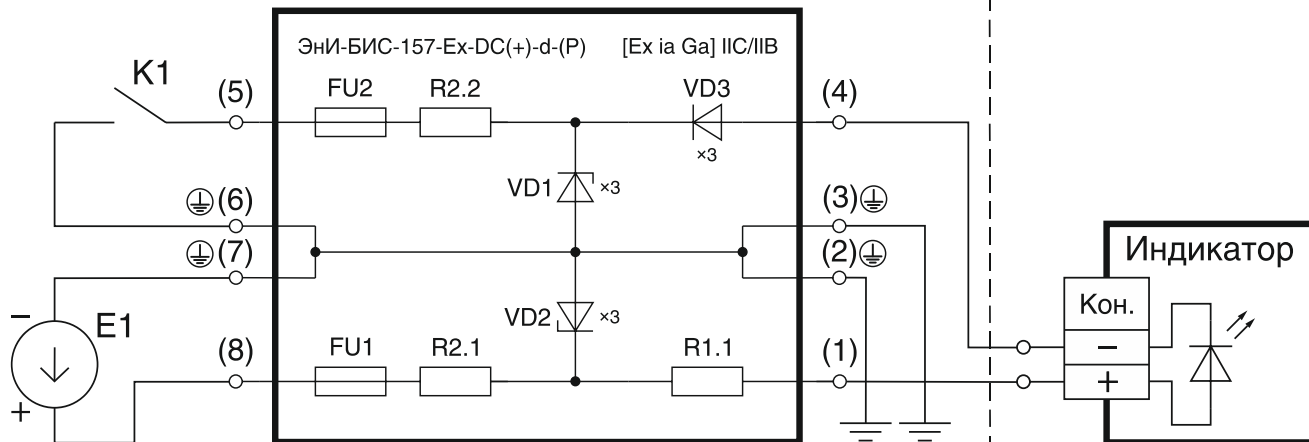 ЭнИ-БИС-157-Ex-DC(+)-d-(P) [Ex ia Ga] IIC/IIB
K1
(5)
FU2
R2.2
VD3
×3
(4)
VD1
×3
(6)
(3)
(7)
(2)
Индикатор
Кон.
−
+
−
E1
+
VD2
×3
(8)
FU1
R2.1
R1.1
(1)